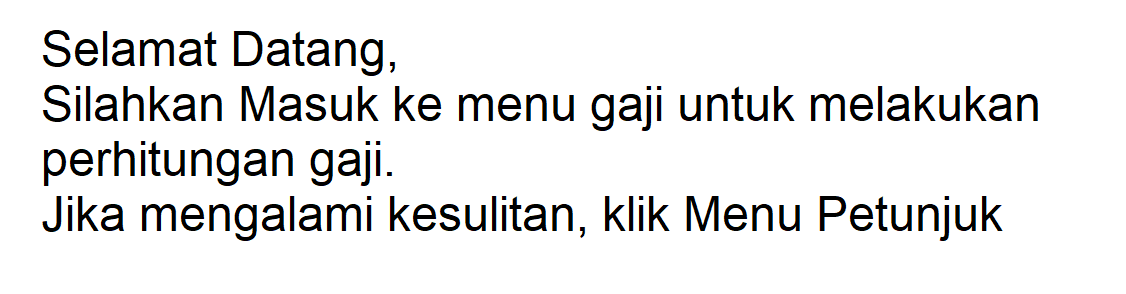 Selamat Datang,
Silahkan Masuk ke menu gaji untuk melakukan
perhitungan gaji.
Jika mengalami kesulitan, klik Menu Petunjuk